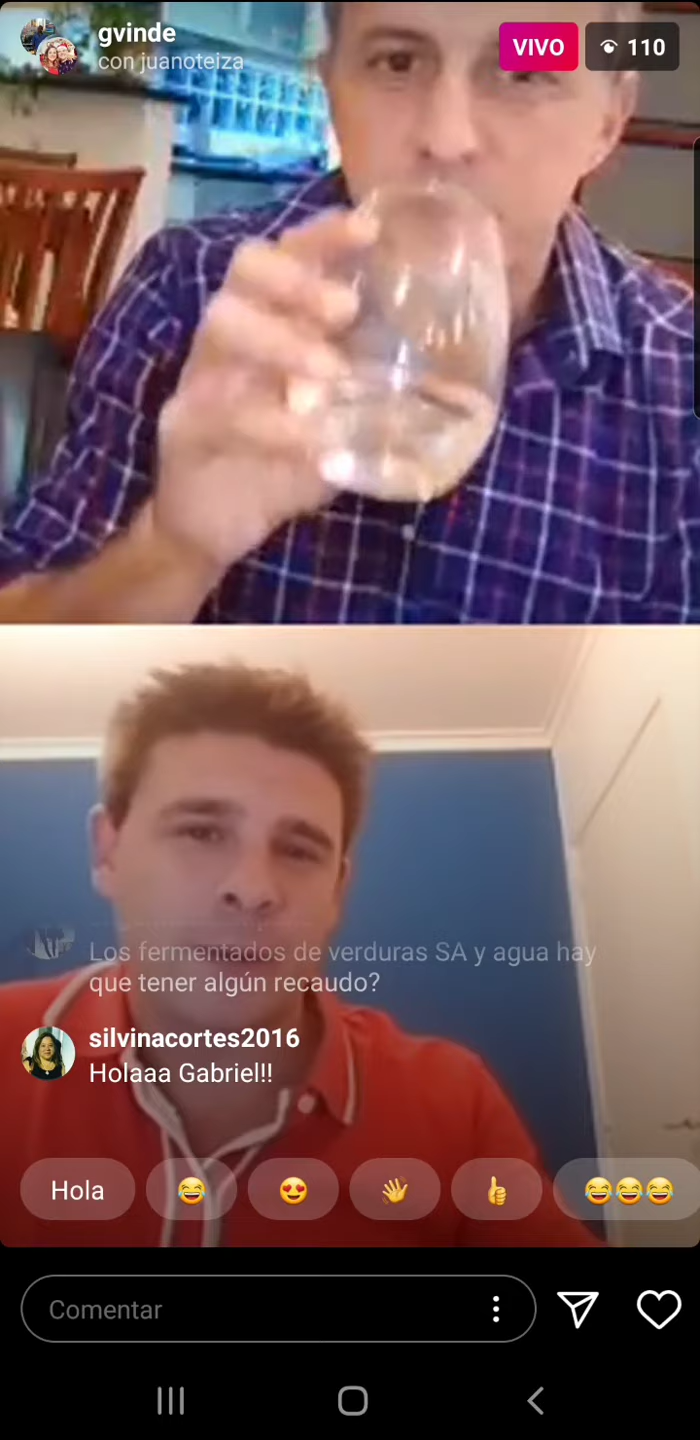 gvinde
con juanoteiza
VIVO
110
Los fermentados de verduras SA y agua hay
que tener algún recaudo?
silvinacortes2016
Holaaa Gabriel!!
Hola
Comentar